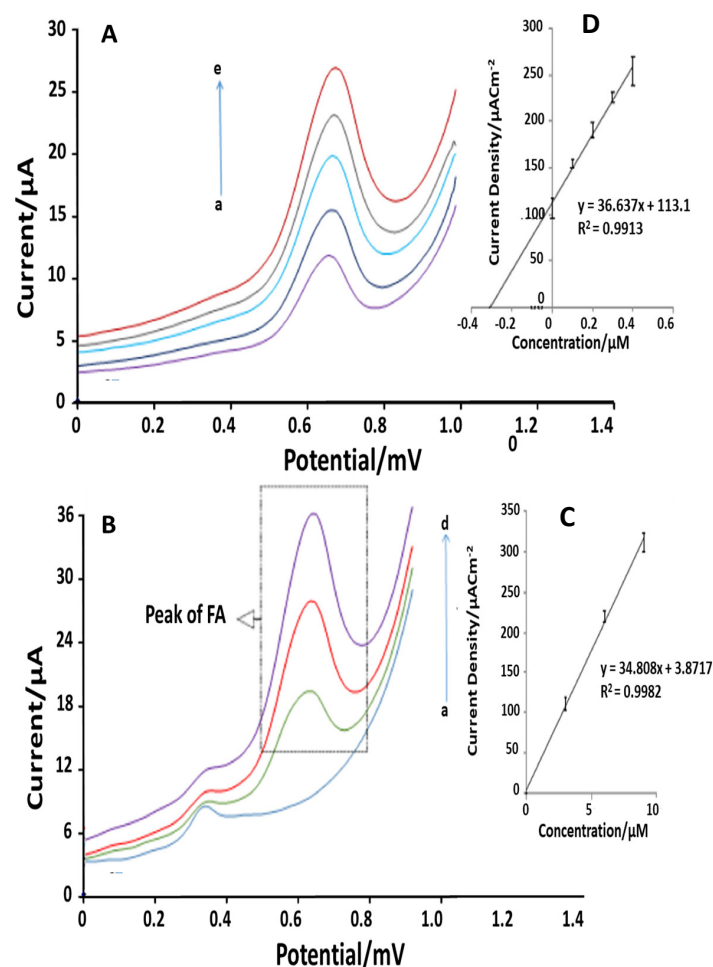 A
Current/µA
30
25
20
15
10
5
0
e
a
0
0.2
0.4
0.6
0.8
1.0
1.2
1.4
0
Potential/mV
D
Current Density/µACm⁻²
300
250
200
150
100
0
y = 36.637x + 113.1
R² = 0.9913
-0.4
-0.2
0
0.2
0.4
0.6
Concentration/µM
B
Current/µA
36
30
24
18
12
6
0
Peak of FA
d
a
0
0.2
0.4
0.6
0.8
1.0
1.2
1.4
Potential/mV
C
Current Density/µACm⁻²
350
300
250
200
150
100
50
0
y = 34.808x + 3.8717
R² = 0.9982
0
5
10
Concentration/µM